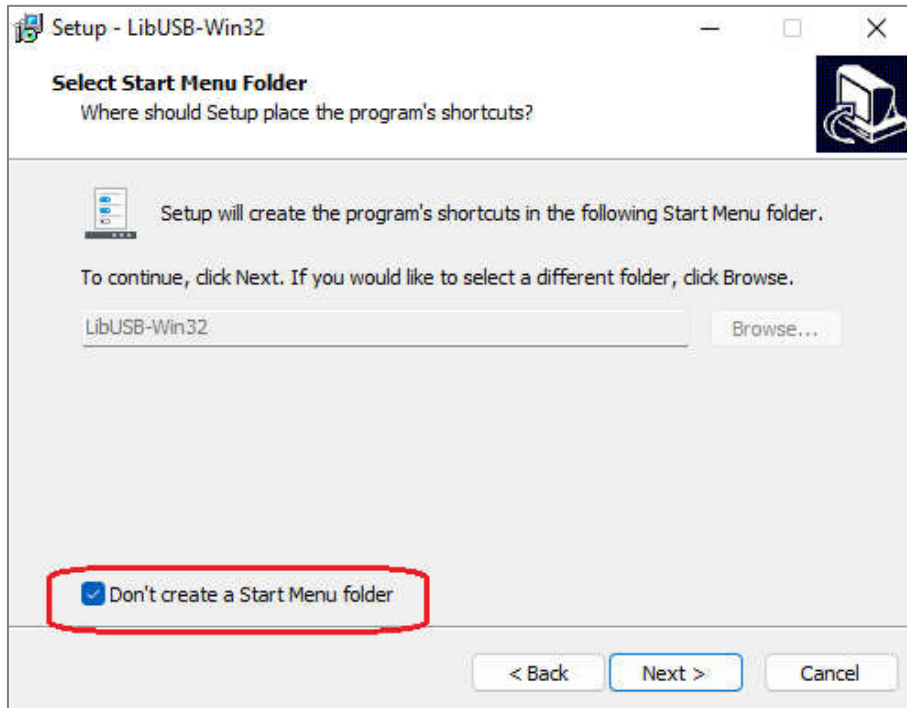 Setup - LibUSB-Win32
Select Start Menu Folder
Where should Setup place the program's shortcuts?
Setup will create the program's shortcuts in the following Start Menu folder.
To continue, click Next. If you would like to select a different folder, click Browse.
LibUSB-Win32
Browse...
Don't create a Start Menu folder
< Back
Next >
Cancel